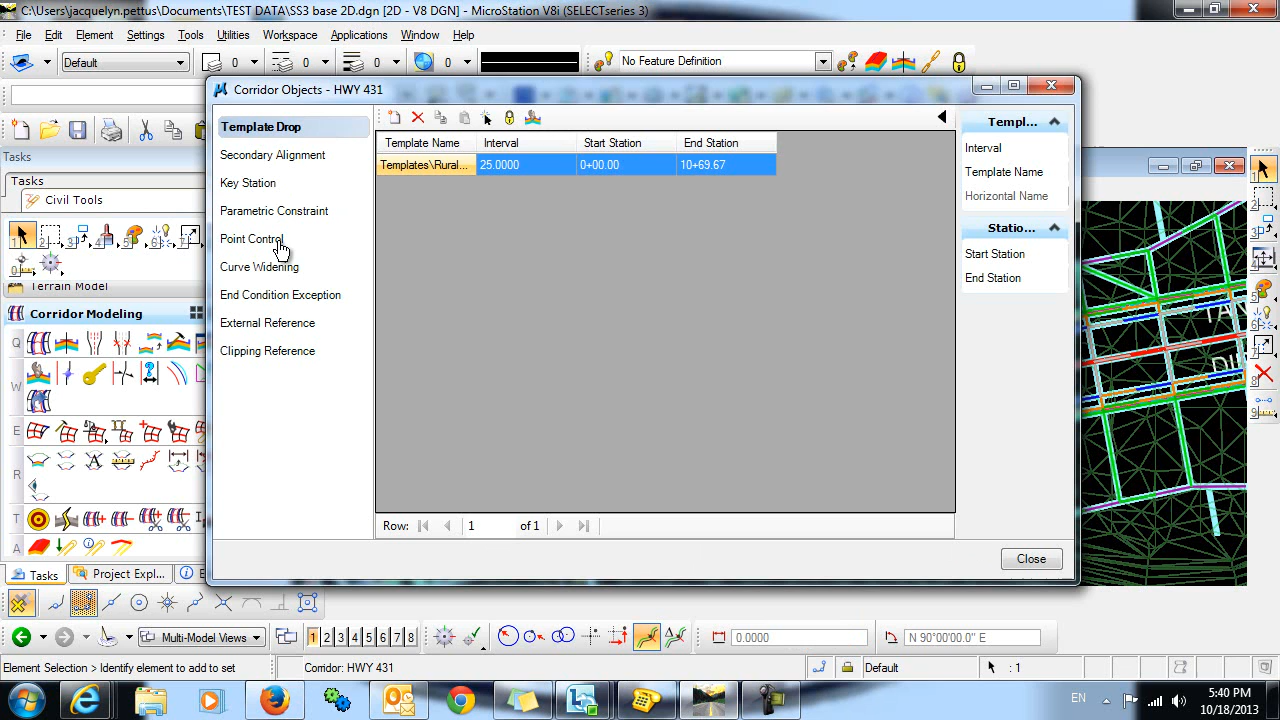 C:\Users\jacquelyn.pettus\Documents\TEST DATA\SS3 base 2D.dgn [2D - V8 DGN] - MicroStation V8i (SELECTseries 3)
File Edit Element Settings Tools Utilities Workspace Applications Window Help
Default 0 0 0 0 No Feature Definition
Tasks
Tasks
Civil Tools
Terrain Model
Corridor Modeling
Q
W
E
R
T
A
Tasks Project Expl...
Corridor Objects - HWY 431
Template Drop
Secondary Alignment
Key Station
Parametric Constraint
Point Control
Curve Widening
End Condition Exception
External Reference
Clipping Reference
Template Name Interval Start Station End Station
Templates\Rural... 25.0000 0+00.00 10+69.67
Row: 1 of 1
Templ...
Interval
Template Name
Horizontal Name
Statio...
Start Station
End Station
Close
Multi-Model Views 1 2 3 4 5 6 7 8 0.0000 N 90°00'00.0" E
Element Selection > Identify element to add to set Corridor: HWY 431 Default : 1
EN 5:40 PM
10/18/2013